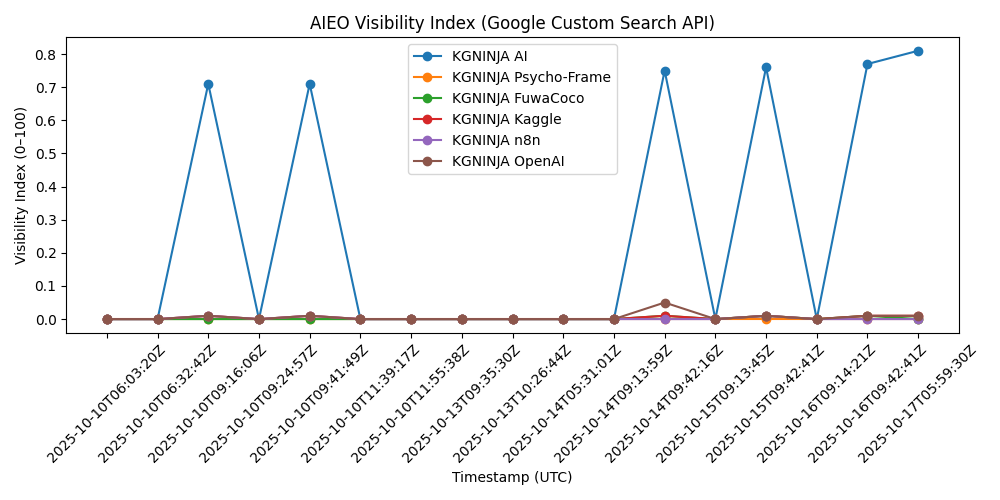 AIEO Visibility Index (Google Custom Search API)
KGNINJA AI
KGNINJA Psycho-Frame
KGNINJA FuwaCoco
KGNINJA Kaggle
KGNINJA n8n
KGNINJA OpenAI
Visibility Index (0–100)
0.8
0.7
0.6
0.5
0.4
0.3
0.2
0.1
0.0
2025-10-10T06:03:20Z
2025-10-10T06:32:42Z
2025-10-10T09:16:06Z
2025-10-10T09:24:57Z
2025-10-10T09:41:49Z
2025-10-10T11:39:17Z
2025-10-10T11:55:38Z
2025-10-13T09:35:30Z
2025-10-13T10:26:44Z
2025-10-14T05:31:01Z
2025-10-14T09:13:59Z
2025-10-14T09:42:16Z
2025-10-15T09:13:45Z
2025-10-15T09:42:41Z
2025-10-16T09:14:21Z
2025-10-16T09:42:41Z
2025-10-17T05:59:30Z
Timestamp (UTC)